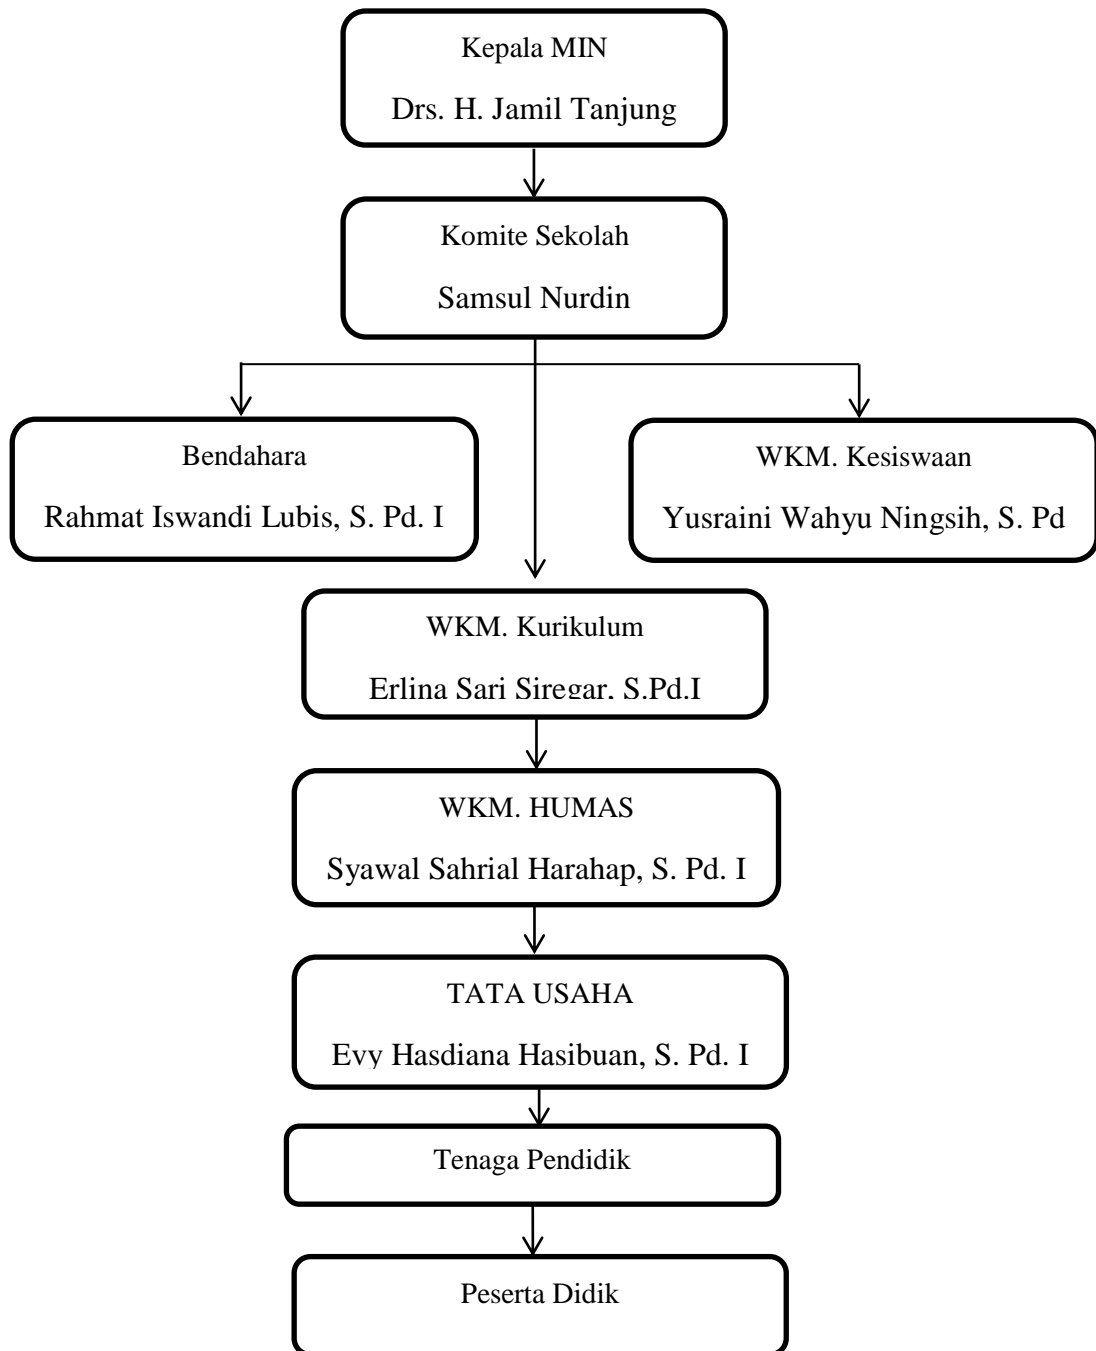 Kepala MIN
Drs. H. Jamil Tanjung
Komite Sekolah
Samsul Nurdin
Bendahara
Rahmat Iswandi Lubis, S. Pd. I
WKM. Kesiswaan
Yusraini Wahyu Ningsih, S. Pd
WKM. Kurikulum
Erlina Sari Siregar, S.Pd.I
WKM. HUMAS
Syawal Sahrial Harahap, S. Pd. I
TATA USAHA
Evy Hasdiana Hasibuan, S. Pd. I
Tenaga Pendidik
Peserta Didik